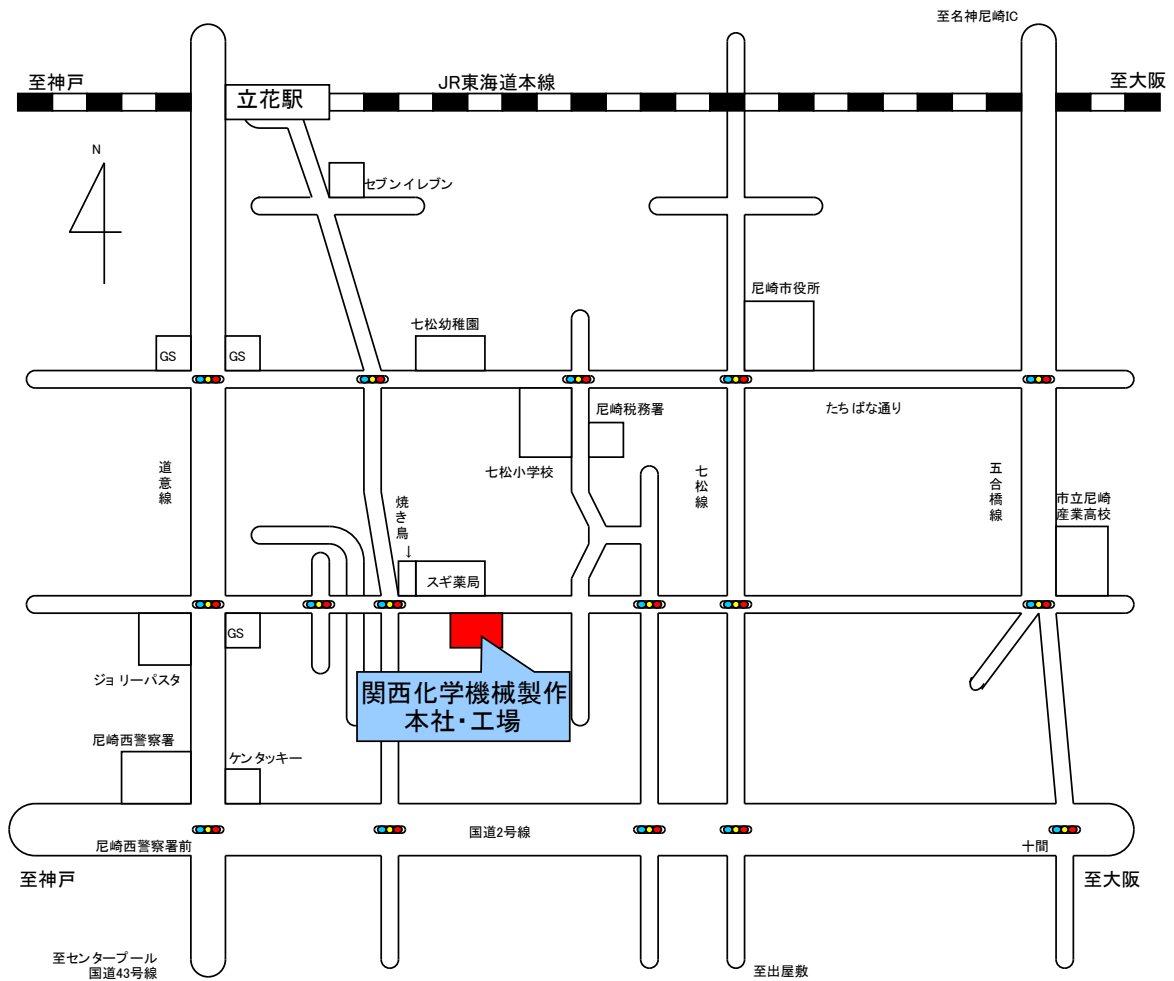 至名神尼崎IC
至神戸
JR東海道本線
至大阪
立花駅
N
セブンイレブン
尼崎市役所
七松幼稚園
GS
GS
たちばな通り
尼崎税務署
七松小学校
道意線
七松線
五合橋線
焼き鳥
↓
市立尼崎
産業高校
スギ薬局
GS
ジョリーパスタ
関西化学機械製作
本社・工場
尼崎西警察署
ケンタッキー
国道2号線
尼崎西警察署前
十間
至神戸
至大阪
至センタープール
国道43号線
至出屋敷